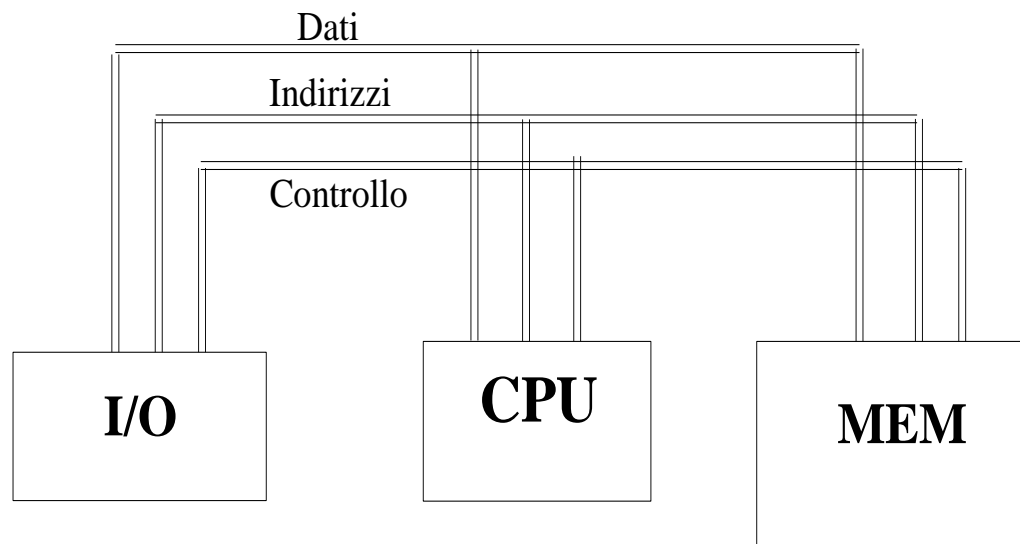 Dati
Indirizzi
Controllo
I/O
CPU
MEM